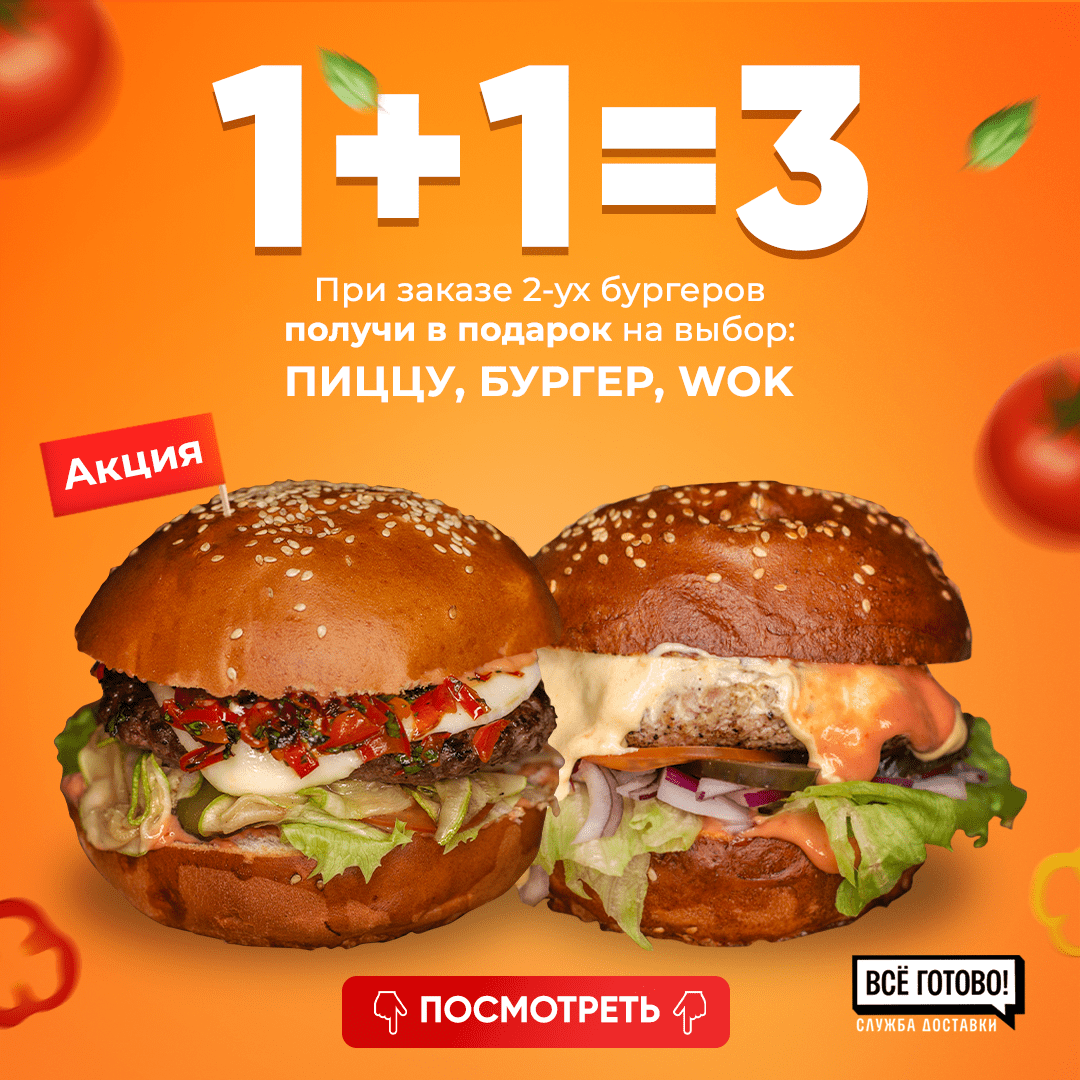 1+1=3
При заказе 2-ух бургеров
получи в подарок на выбор:
ПИЦЦУ, БУРГЕР, WOK
Акция
ПОСМОТРЕТЬ
ВСЁ ГОТОВО!
СЛУЖБА ДОСТАВКИ